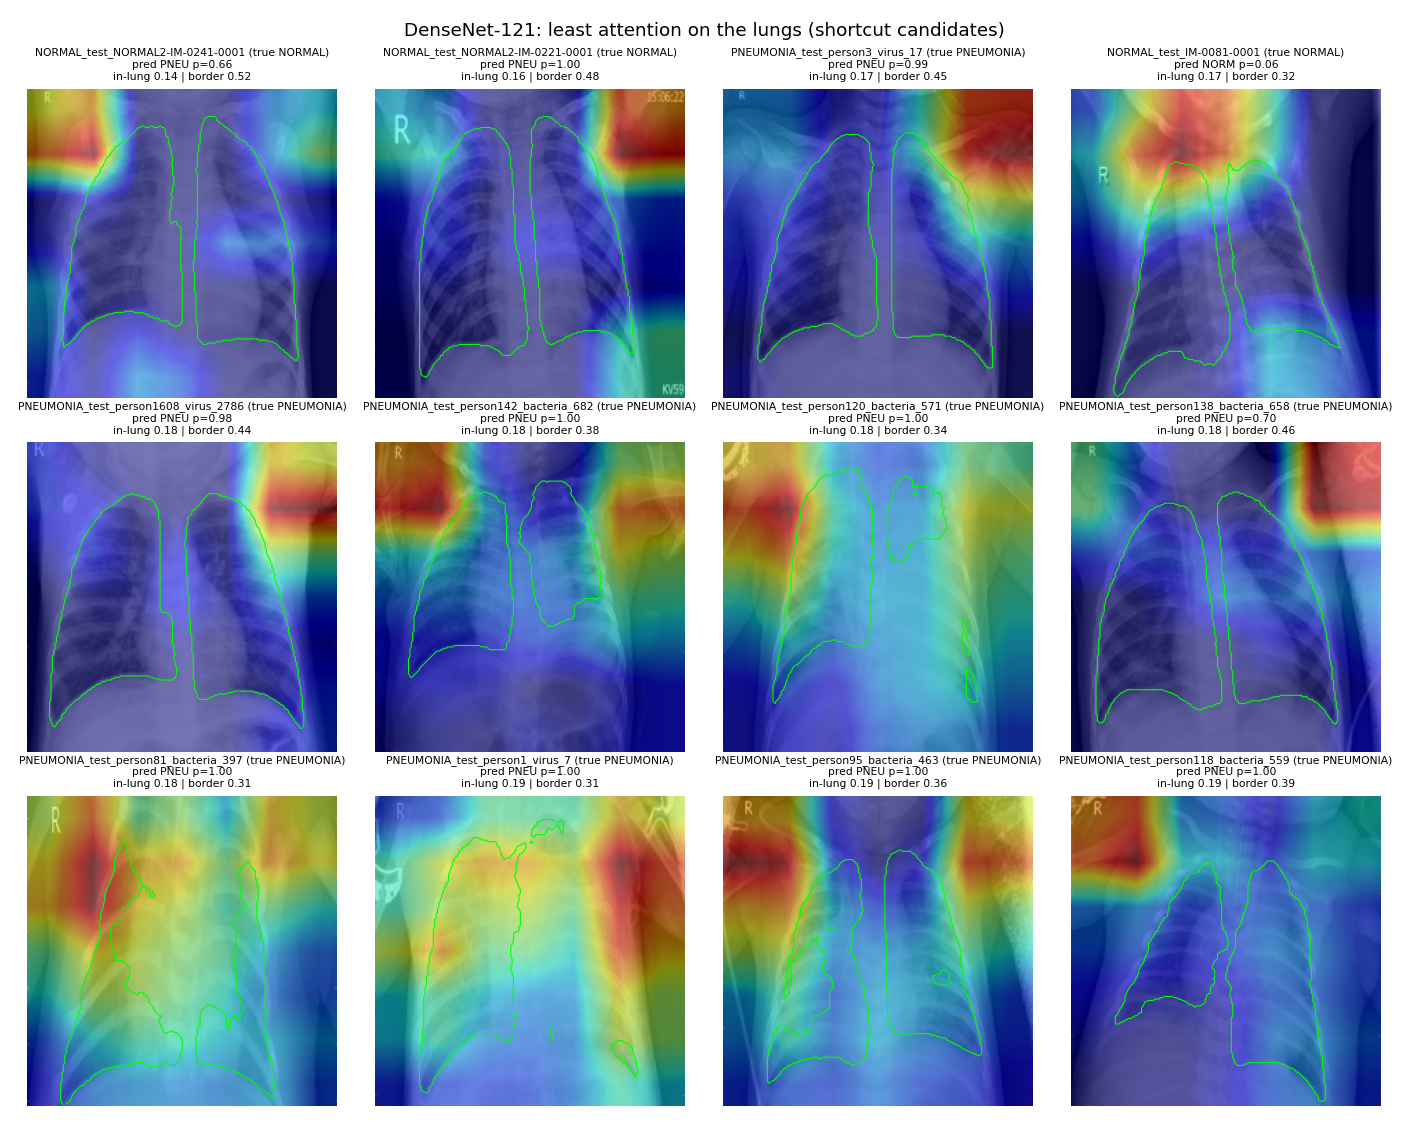 DenseNet-121: least attention on the lungs (shortcut candidates)
NORMAL_test_NORMAL2-IM-0241-0001 (true NORMAL)
pred PNEU p=0.66
in-lung 0.14 | border 0.52
R
NORMAL_test_NORMAL2-IM-0221-0001 (true NORMAL)
pred PNEU p=1.00
in-lung 0.16 | border 0.48
R
15:06:22
KV59
PNEUMONIA_test_person3_virus_17 (true PNEUMONIA)
pred PNEU p=0.99
in-lung 0.17 | border 0.45
R
NORMAL_test_IM-0081-0001 (true NORMAL)
pred NORM p=0.06
in-lung 0.17 | border 0.32
R
PNEUMONIA_test_person1608_virus_2786 (true PNEUMONIA)
pred PNEU p=0.98
in-lung 0.18 | border 0.44
R
PNEUMONIA_test_person142_bacteria_682 (true PNEUMONIA)
pred PNEU p=1.00
in-lung 0.18 | border 0.38
R
PNEUMONIA_test_person120_bacteria_571 (true PNEUMONIA)
pred PNEU p=1.00
in-lung 0.18 | border 0.34
PNEUMONIA_test_person138_bacteria_658 (true PNEUMONIA)
pred PNEU p=0.70
in-lung 0.18 | border 0.46
R
PNEUMONIA_test_person81_bacteria_397 (true PNEUMONIA)
pred PNEU p=1.00
in-lung 0.18 | border 0.31
R
PNEUMONIA_test_person1_virus_7 (true PNEUMONIA)
pred PNEU p=1.00
in-lung 0.19 | border 0.31
R
PNEUMONIA_test_person95_bacteria_463 (true PNEUMONIA)
pred PNEU p=1.00
in-lung 0.19 | border 0.36
R
PNEUMONIA_test_person118_bacteria_559 (true PNEUMONIA)
pred PNEU p=1.00
in-lung 0.19 | border 0.39
R